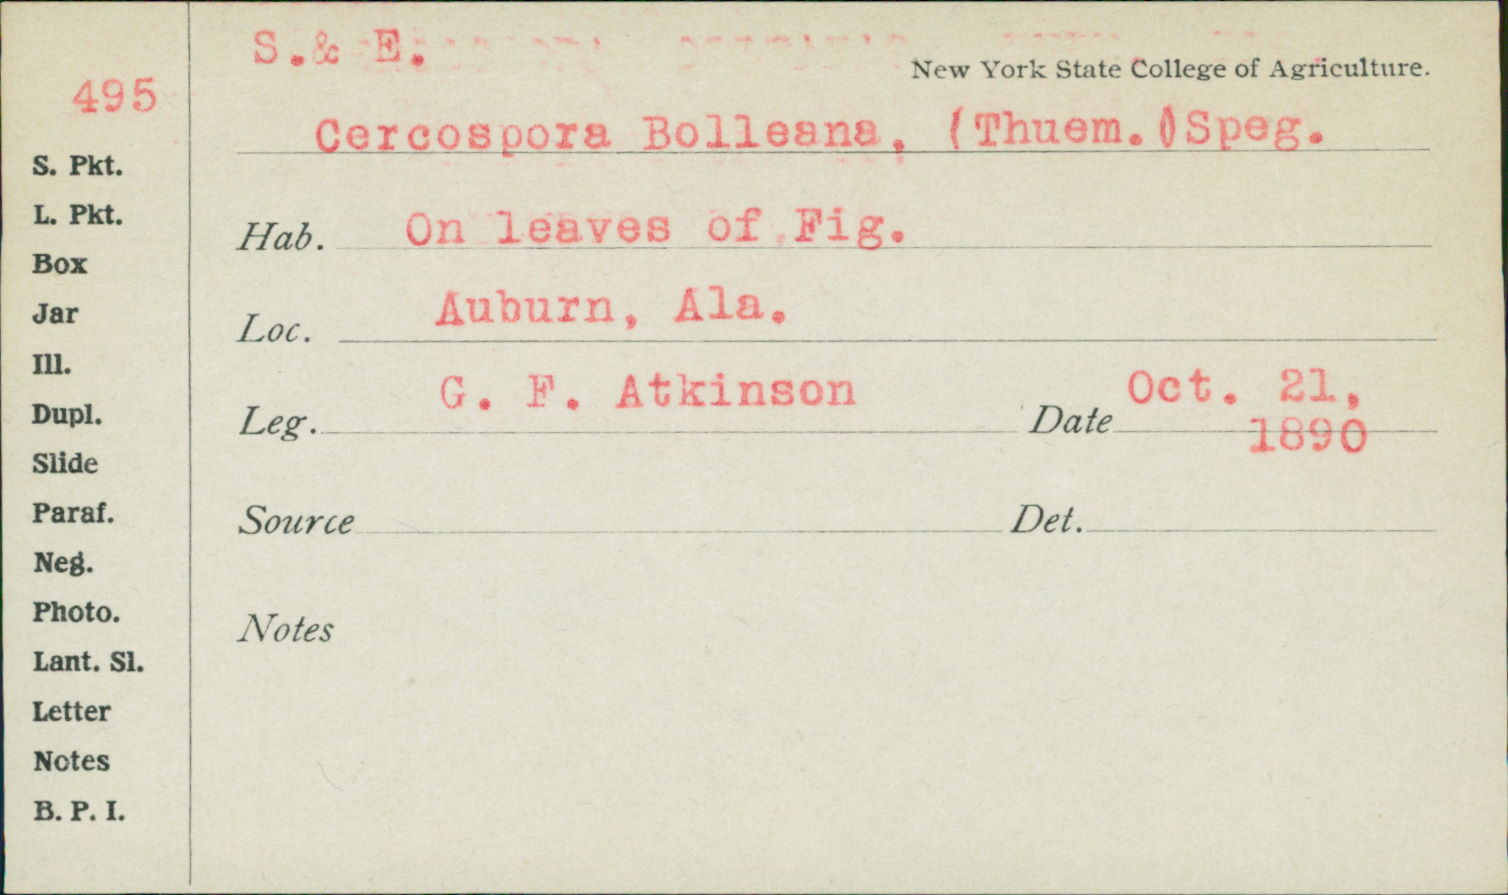 S.& E.
New York State College of Agriculture.
495
Cercospora Bolleana, (Thuem.)Speg.
S. Pkt.
L. Pkt.
Box
Jar
Ill.
Dupl.
Slide
Paraf.
Neg.
Photo.
Lant. Sl.
Letter
Notes
B. P. I.
Hab. On leaves of Fig.
Loc. Auburn, Ala.
Leg. G. F. Atkinson Date Oct. 21,
1890
Source Det.
Notes